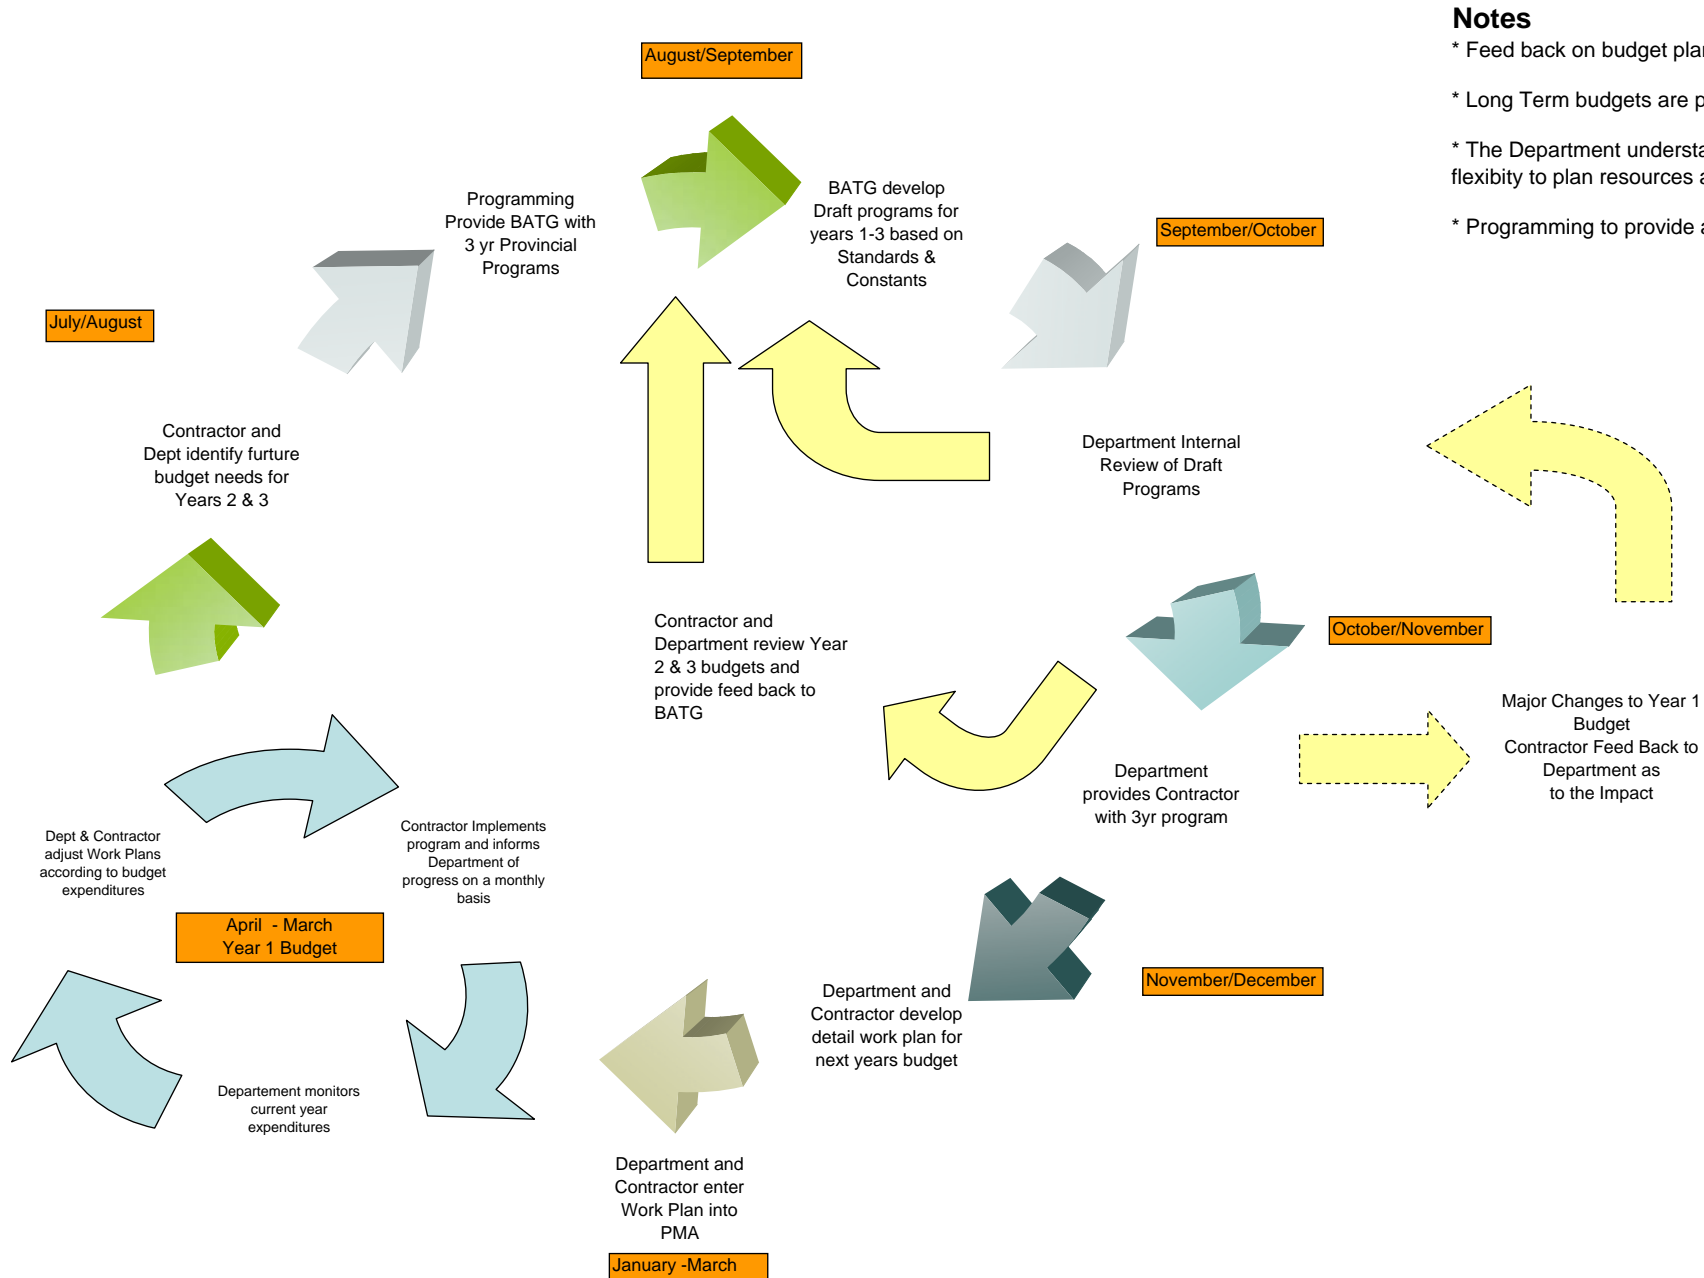 Notes
* Feed back on budget
* Long Term budgets are
* The Department
flexibity to plan resources
* Programming to provide
August/September
Programming
Provide BATG with
3 yr Provincial
Programs
BATG develop
Draft programs for
years 1-3 based on
Standards &
Constants
September/October
July/August
Contractor and
Dept identify furture
budget needs for
Years 2 & 3
Department Internal
Review of Draft
Programs
Contractor and
Department review Year
2 & 3 budgets and
provide feed back to
BATG
October/November
Major Changes to Year 1
Budget
Contractor Feed Back to
Department as
to the Impact
Department
provides Contractor
with 3yr program
Dept & Contractor
adjust Work Plans
according to budget
expenditures
Contractor Implements
program and informs
Department of
progress on a monthly
basis
April - March
Year 1 Budget
November/December
Department and
Contractor develop
detail work plan for
next years budget
Departement monitors
current year
expenditures
Department and
Contractor enter
Work Plan into
PMA
January -March